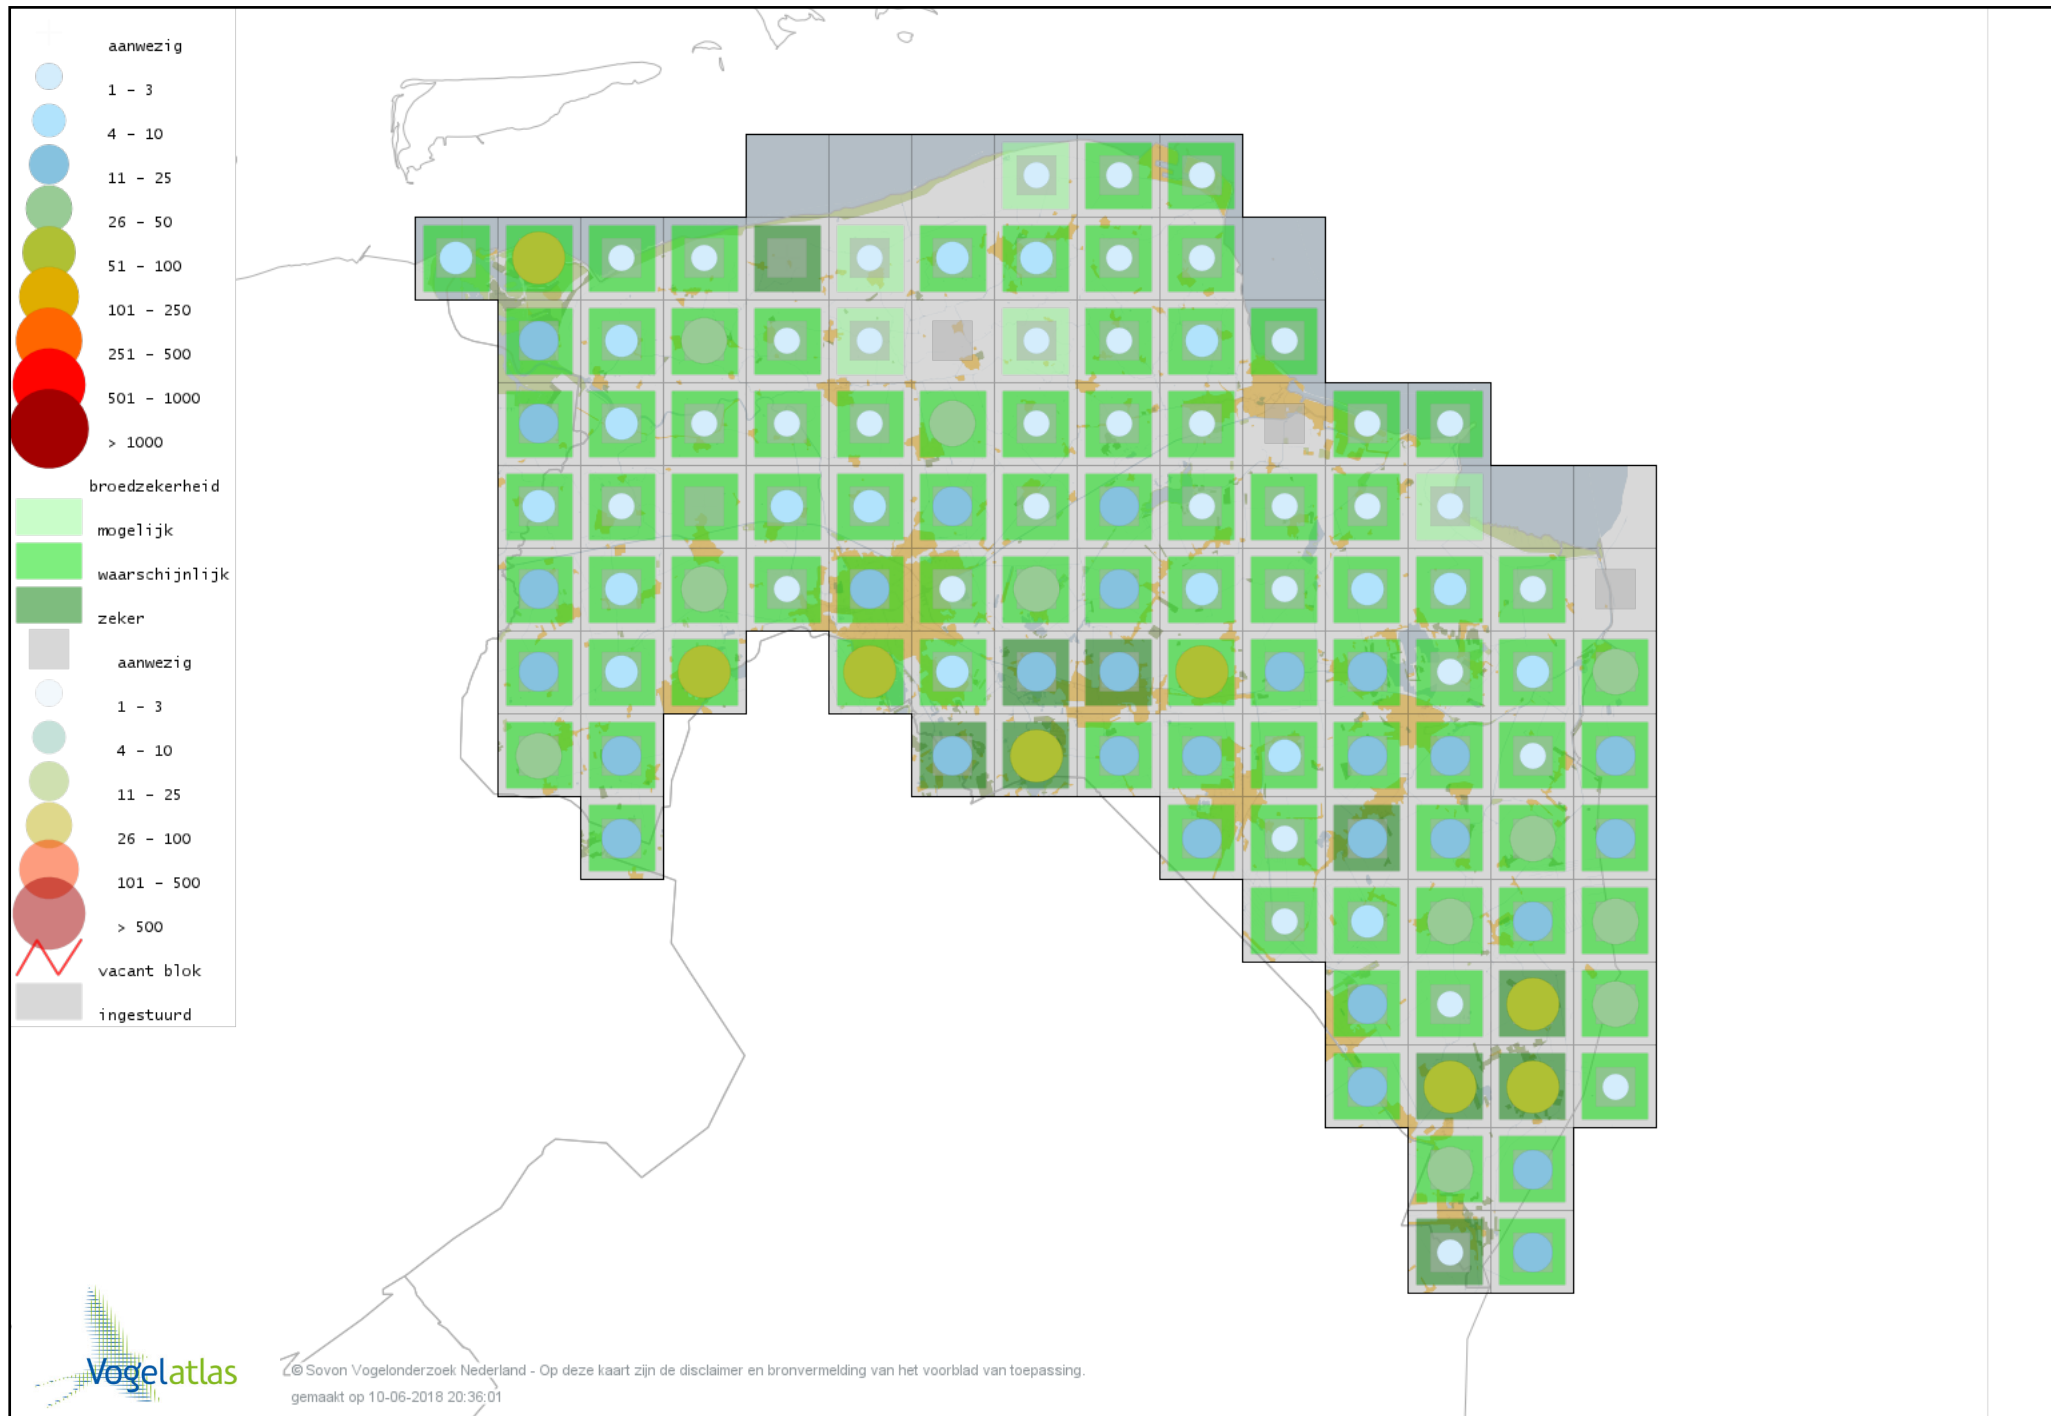 aanwezig
1 - 3
4 - 10
11 - 25
26 - 50
51 - 100
101 - 250
251 - 500
501 - 1000
> 1000
broedzekerheid
mogelijk
waarschijnlijk
zeker
aanwezig
1 - 3
4 - 10
11 - 25
26 - 100
101 - 500
> 500
vacant blok
ingestuurd
Vogelatlas
© Sovon Vogelonderzoek Nederland - Op deze kaart zijn de disclaimer en bronvermelding van het voorblad van toepassing.
gemaakt op 10-06-2018 20:36:01